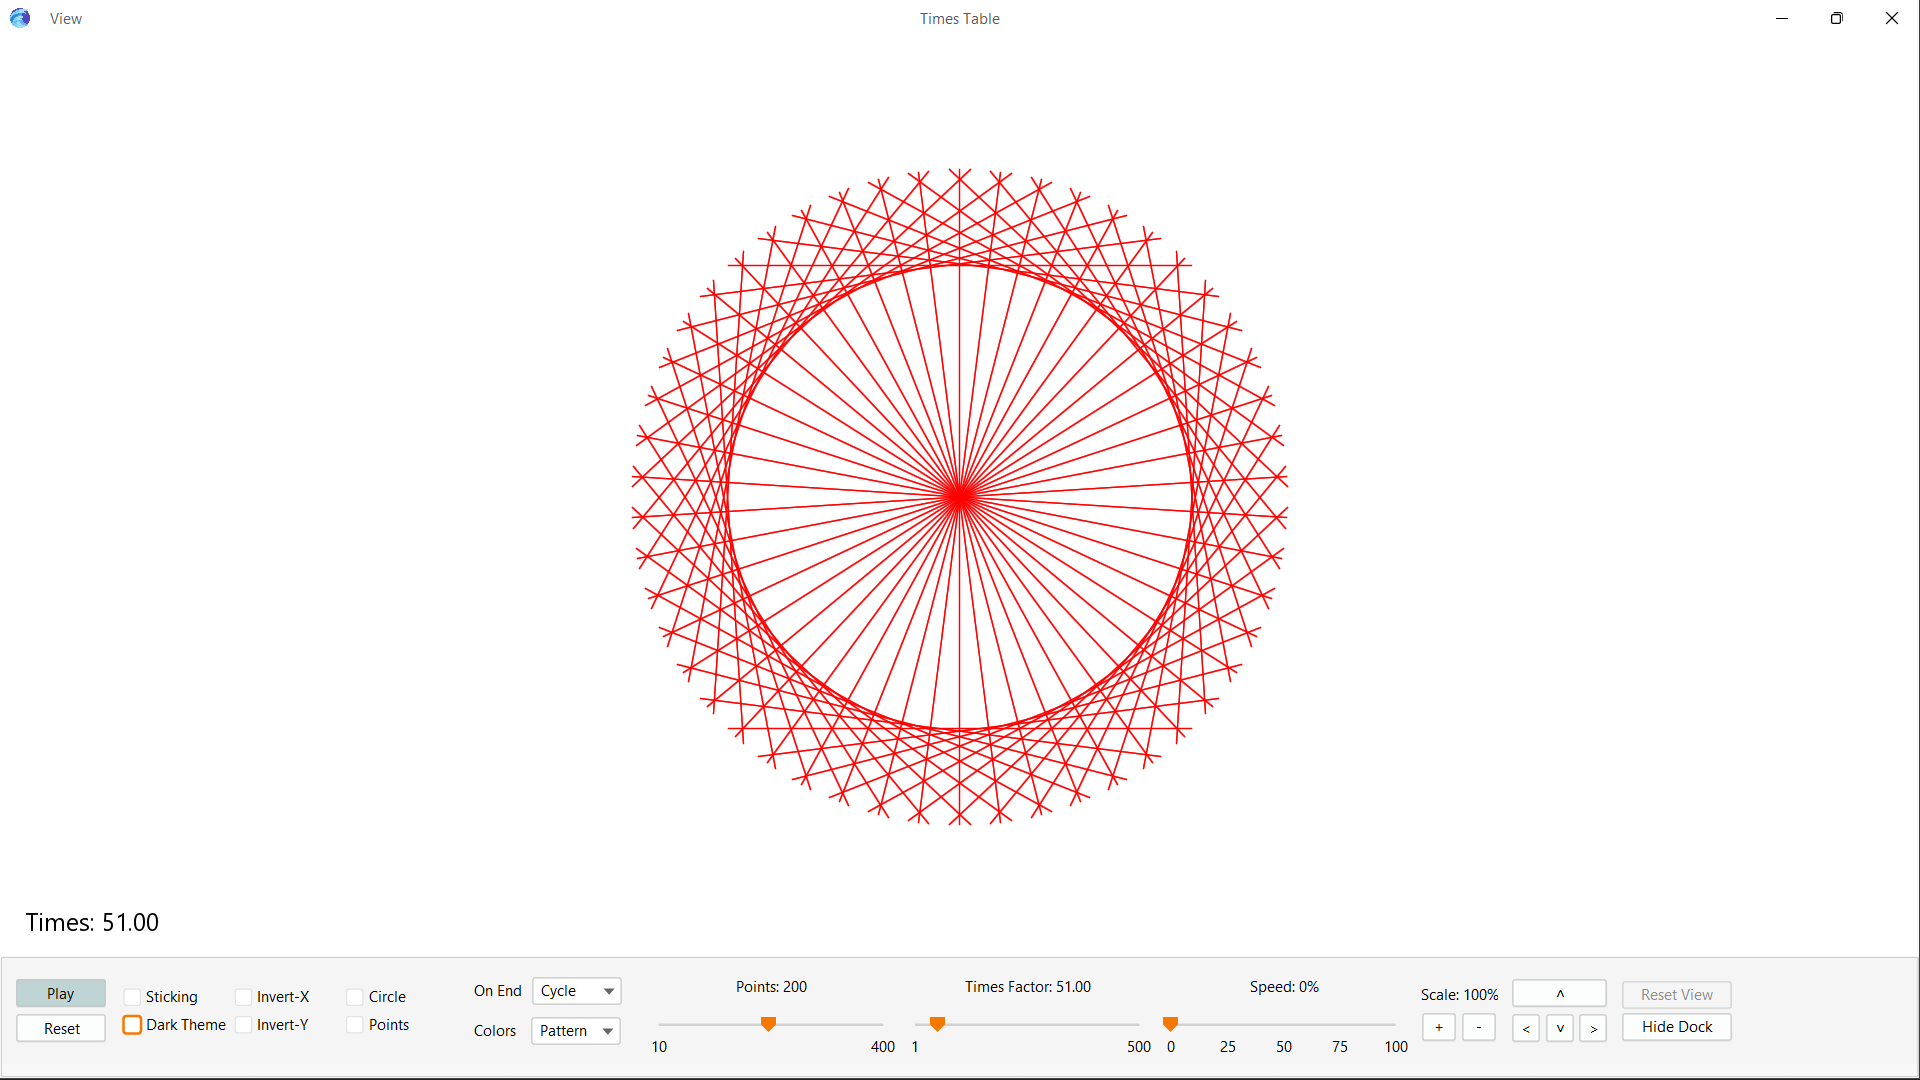 View
Times Table
Times: 51.00
Play
Reset
Sticking
Invert-X
Circle
Dark Theme
Invert-Y
Points
On End
Cycle
Colors
Pattern
Points: 200
10
400
Times Factor: 51.00
1
500
Speed: 0%
0
25
50
75
100
Scale: 100%
+
-
^
<
v
>
Reset View
Hide Dock